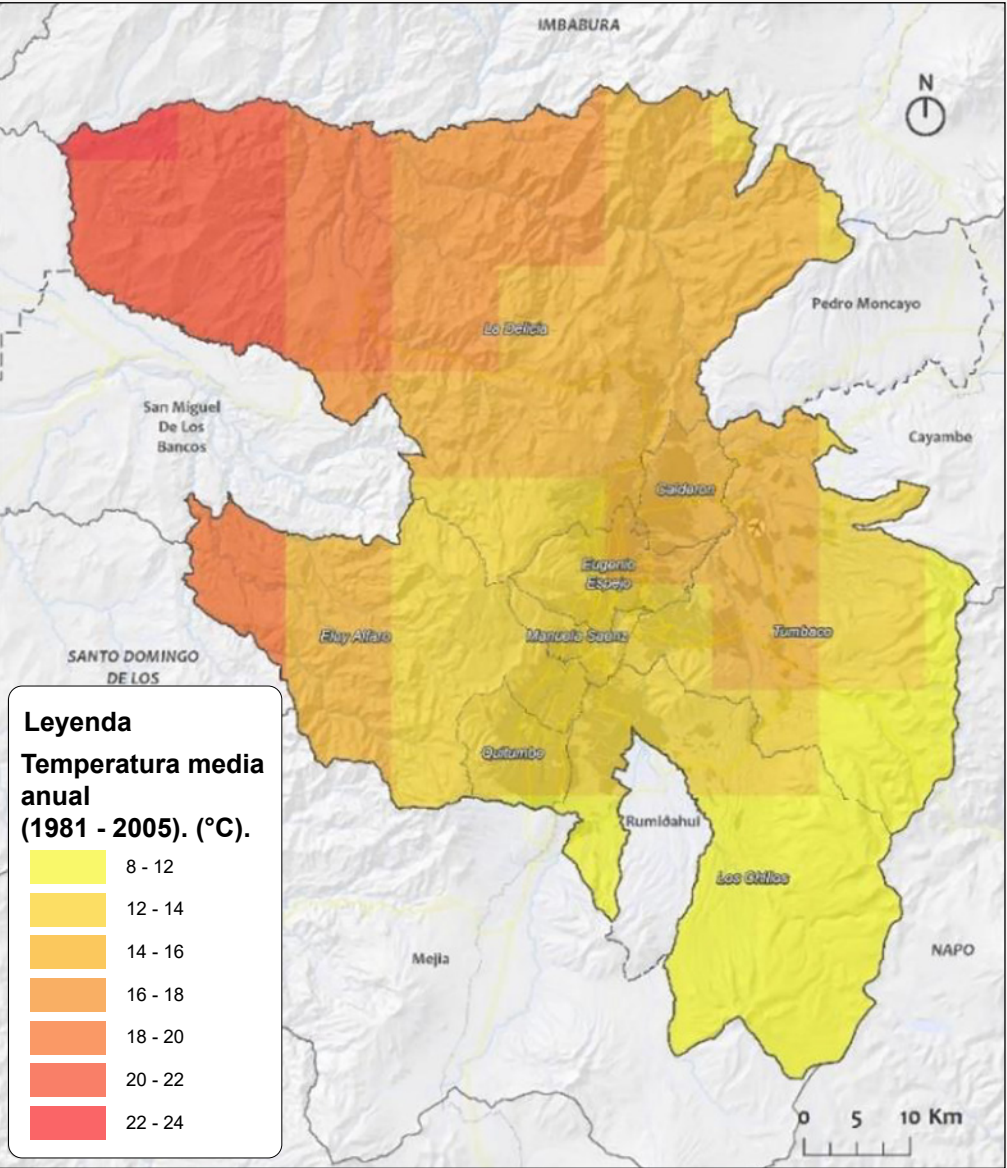 IMBABURA
N
Pedro Moncayo
La Delicia
San Miguel
De Los
Bancos
Cayambe
Calderón
Eugenio
Espejo
Eloy Alfaro
Manuela Saenz
Tumbaco
SANTO DOMINGO
DE LOS
Quitumbe
Rumiñahui
Los Chillos
Mejia
NAPO
Leyenda
Temperatura media
anual
(1981 - 2005). (°C).
8 - 12
12 - 14
14 - 16
16 - 18
18 - 20
20 - 22
22 - 24
0 5 10 Km